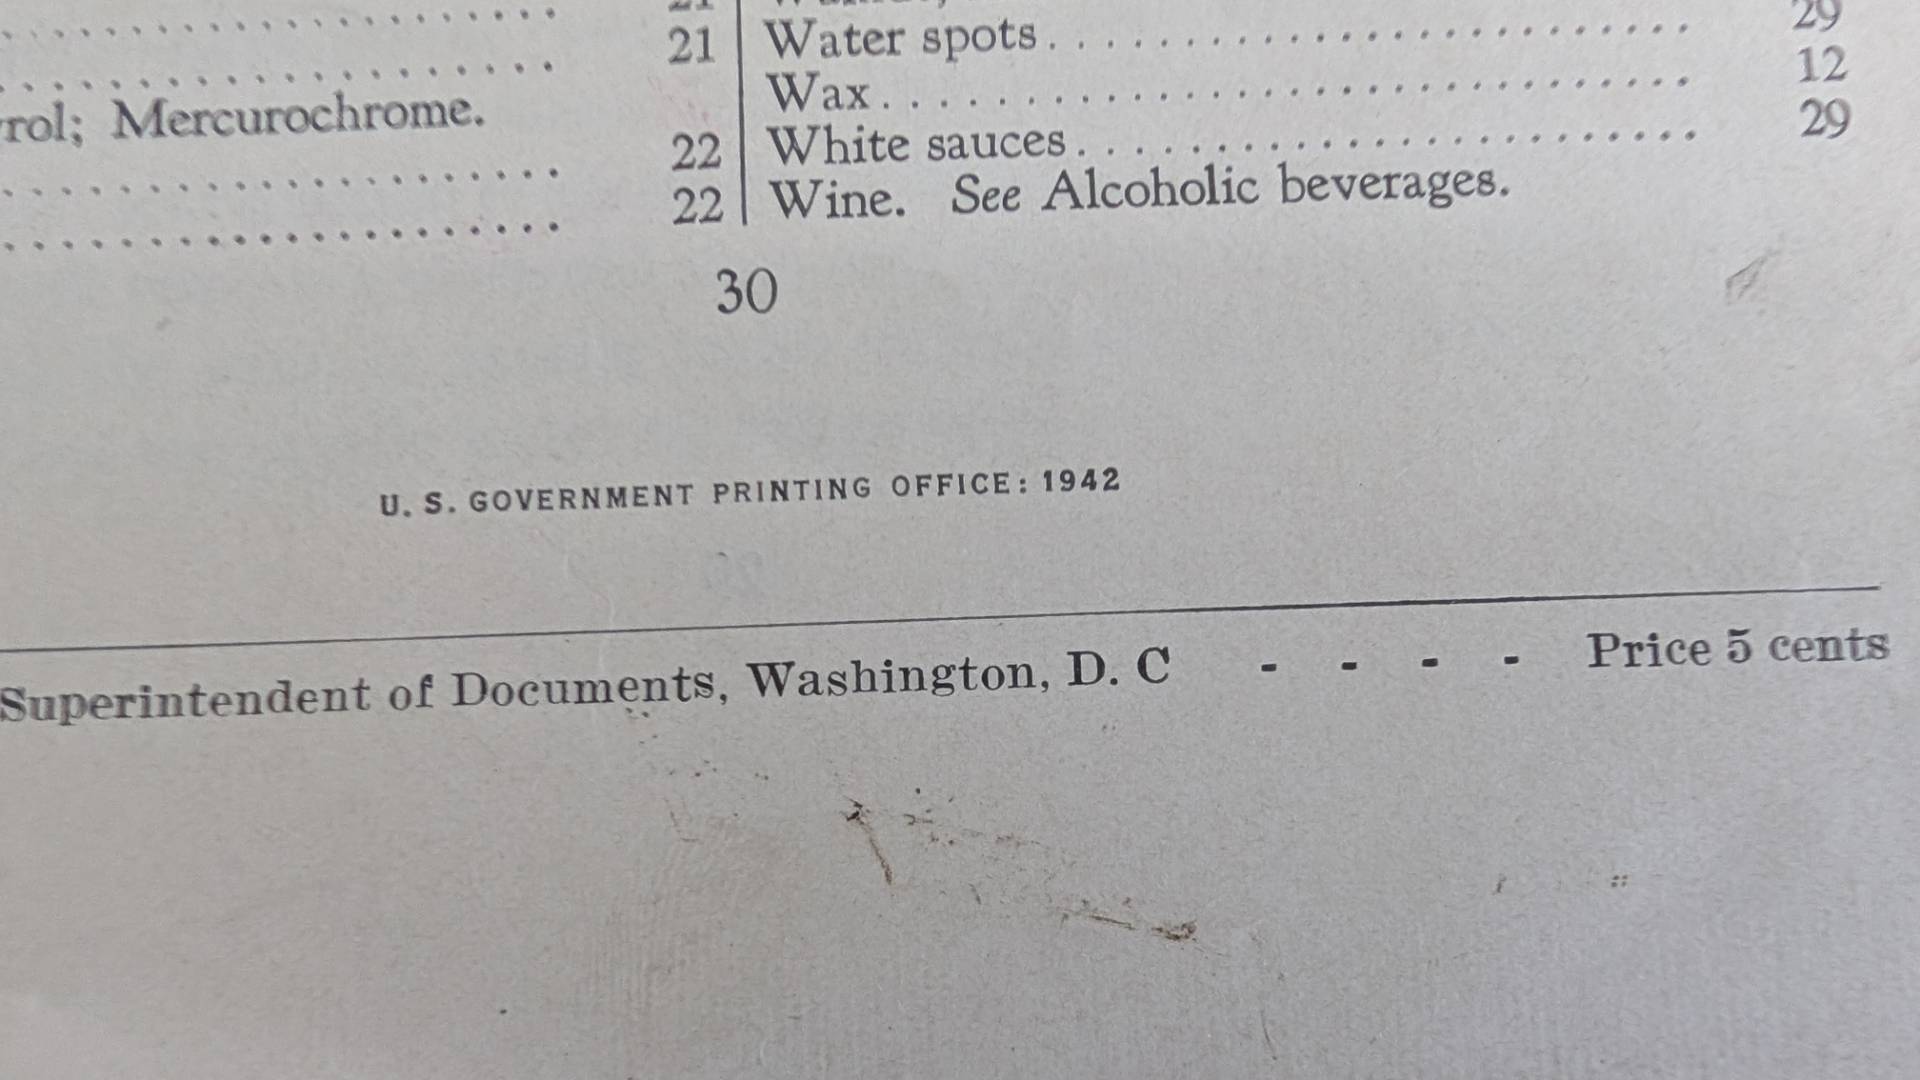 .................... 21
rol; Mercurochrome.
.................... 22
.................... 22
Water spots........................ 29
Wax.............................. 12
White sauces....................... 29
Wine. See Alcoholic beverages.
30
U. S. GOVERNMENT PRINTING OFFICE: 1942
Superintendent of Documents, Washington, D. C - - - - Price 5 cents